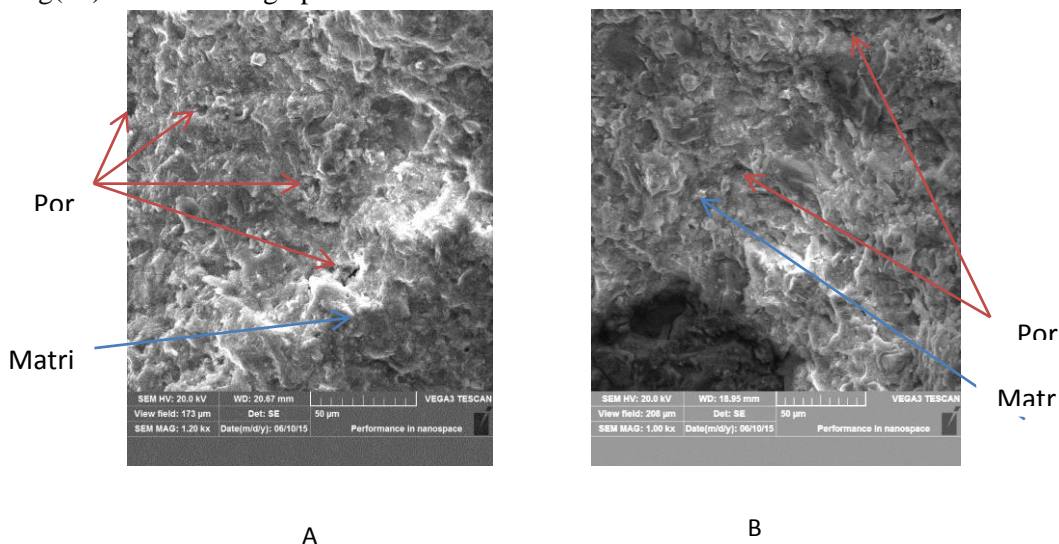 Por
Matri
SEM HV: 20.0 kV WD: 20.67 mm VEGA3 TESCAN
View field: 173 µm Det: SE 50 µm
SEM MAG: 1.20 kx Date(m/d/y): 06/10/15 Performance in nanospace
A
Por
Matr
SEM HV: 20.0 kV WD: 18.95 mm VEGA3 TESCAN
View field: 208 µm Det: SE 50 µm
SEM MAG: 1.00 kx Date(m/d/y): 06/10/15 Performance in nanospace
B